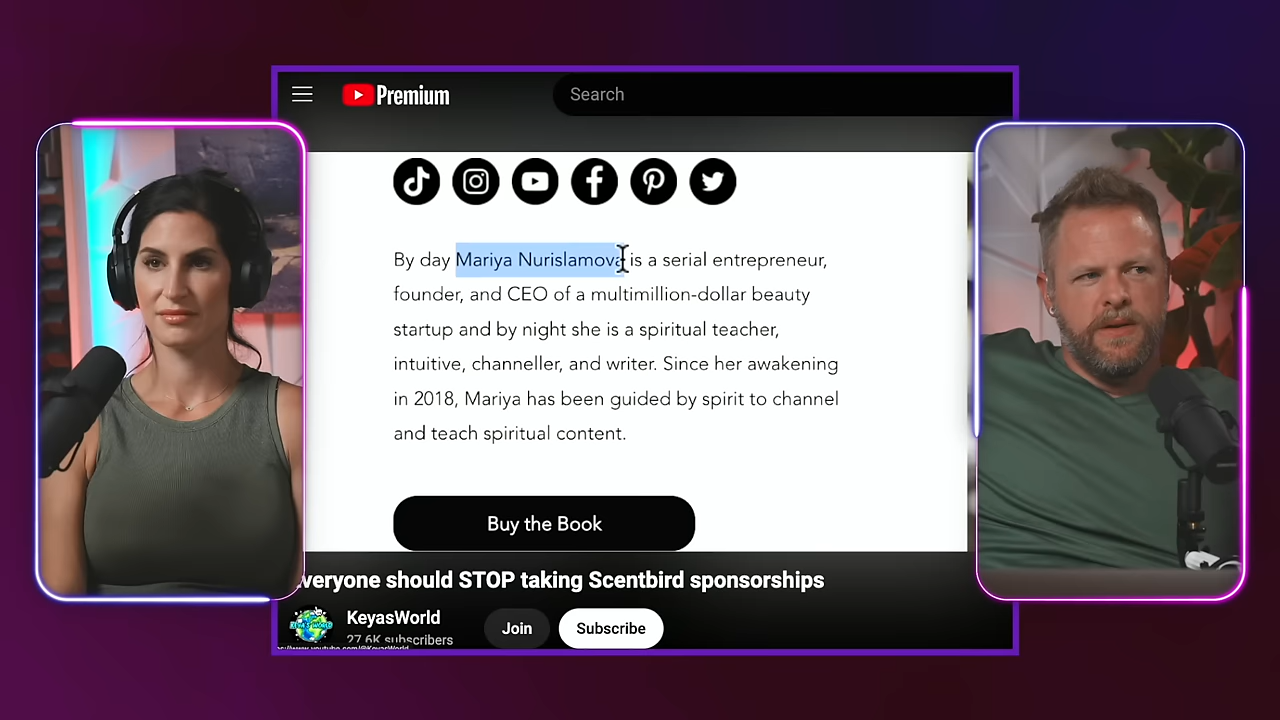 Premium
Search
By day Mariya Nurislamova is a serial entrepreneur,
founder, and CEO of a multimillion-dollar beauty
startup and by night she is a spiritual teacher,
intuitive, channeller, and writer. Since her awakening
in 2018, Mariya has been guided by spirit to channel
and teach spiritual content.
Buy the Book
veryone should STOP taking Scentbird sponsorships
KeyasWorld
Join
Subscribe
27.6K subscribers